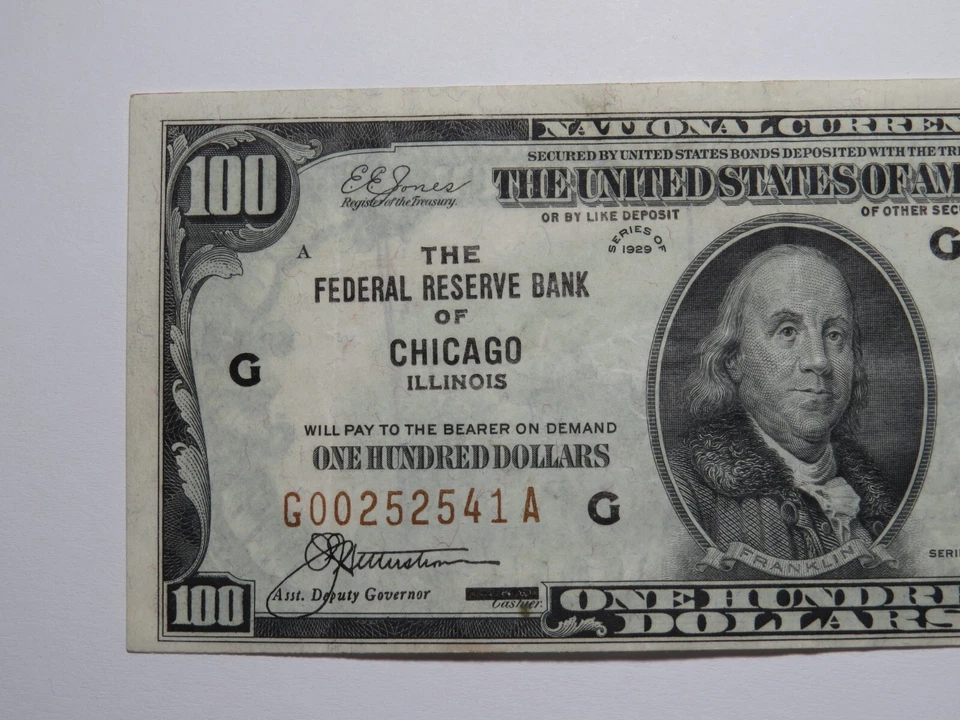 NATIONAL CURREN
SECURED BY UNITED STATES BONDS DEPOSITED WITH THE TRE
100
E E Jones
Register of the Treasury.
THE UNITED STATES OF AM
OR BY LIKE DEPOSIT
OF OTHER SECU
SERIES OF
1929
A
THE
FEDERAL RESERVE BANK
OF
CHICAGO
ILLINOIS
G
G
WILL PAY TO THE BEARER ON DEMAND
ONE HUNDRED DOLLARS
G00252541A
G
FRANKLIN
SERI
Asst. Deputy Governor
Cashier.
100
ONE HUNDRE
DOLLARS